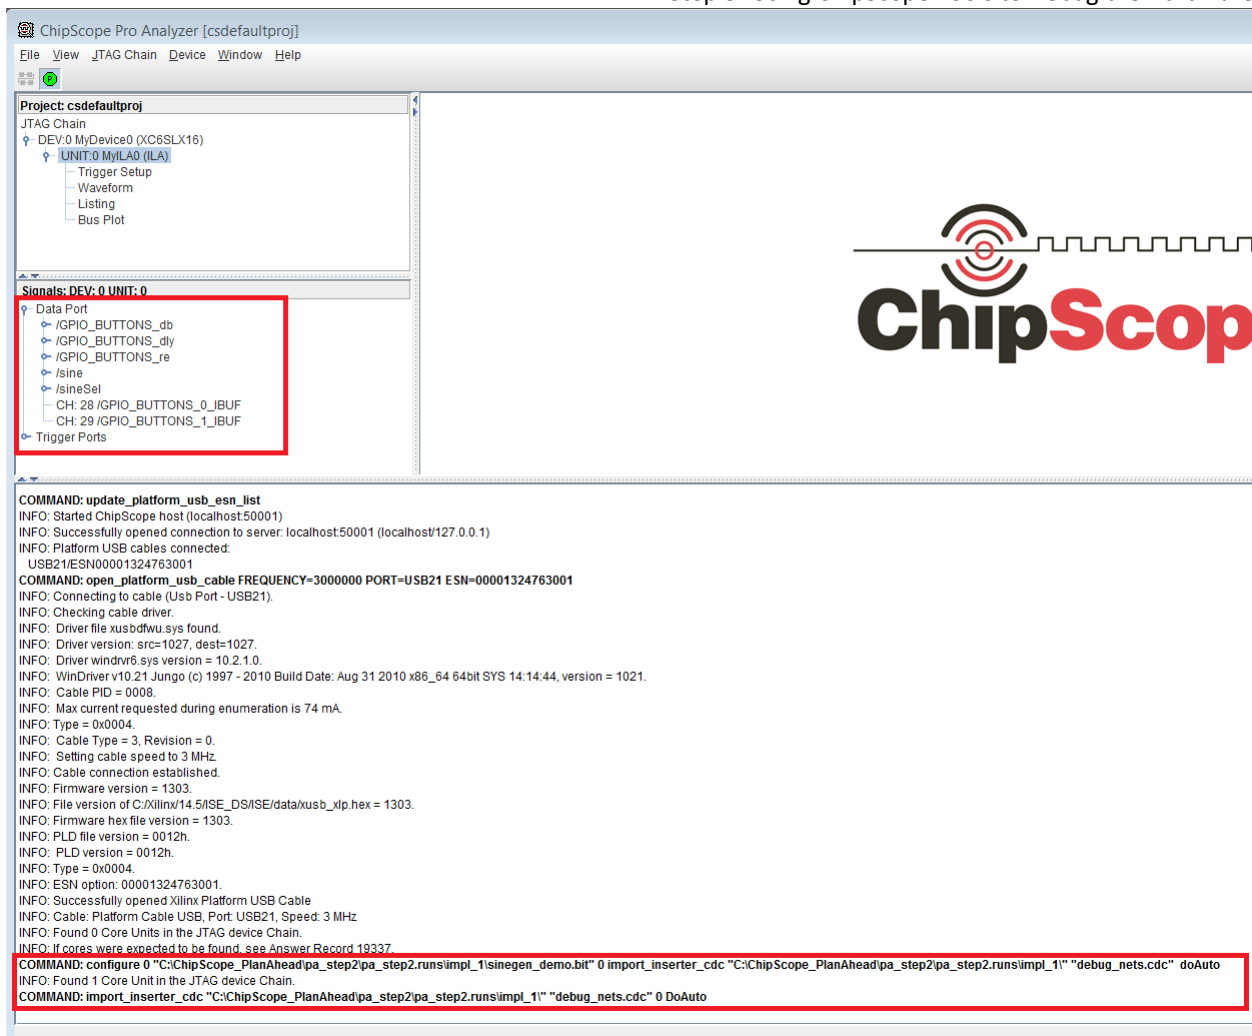 ChipScope Pro Analyzer [csdefaultproj]
File View JTAG Chain Device Window Help
P
Project: csdefaultproj
JTAG Chain
DEV:0 MyDevice0 (XC6SLX16)
UNIT:0 MyILA0 (ILA)
Trigger Setup
Waveform
Listing
Bus Plot
Signals: DEV: 0 UNIT: 0
Data Port
/GPIO_BUTTONS_db
/GPIO_BUTTONS_dly
/GPIO_BUTTONS_re
/sine
/sineSel
CH: 28 /GPIO_BUTTONS_0_IBUF
CH: 29 /GPIO_BUTTONS_1_IBUF
Trigger Ports
ChipScop
COMMAND: update_platform_usb_esn_list
INFO: Started ChipScope host (localhost:50001)
INFO: Successfully opened connection to server: localhost:50001 (localhost/127.0.0.1)
INFO: Platform USB cables connected:
USB21/ESN00001324763001
COMMAND: open_platform_usb_cable FREQUENCY=3000000 PORT=USB21 ESN=00001324763001
INFO: Connecting to cable (Usb Port - USB21).
INFO: Checking cable driver.
INFO: Driver file xusbdfwu.sys found.
INFO: Driver version: src=1027, dest=1027.
INFO: Driver windrvr6.sys version = 10.2.1.0.
INFO: WinDriver v10.21 Jungo (c) 1997 - 2010 Build Date: Aug 31 2010 x86_64 64bit SYS 14:14:44, version = 1021.
INFO: Cable PID = 0008.
INFO: Max current requested during enumeration is 74 mA.
INFO: Type = 0x0004.
INFO: Cable Type = 3, Revision = 0.
INFO: Setting cable speed to 3 MHz.
INFO: Cable connection established.
INFO: Firmware version = 1303.
INFO: File version of C:/Xilinx/14.5/ISE_DS/ISE/data/xusb_xlp.hex = 1303.
INFO: Firmware hex file version = 1303.
INFO: PLD file version = 0012h.
INFO: PLD version = 0012h.
INFO: Type = 0x0004.
INFO: ESN option: 00001324763001.
INFO: Successfully opened Xilinx Platform USB Cable
INFO: Cable: Platform Cable USB, Port: USB21, Speed: 3 MHz
INFO: Found 0 Core Units in the JTAG device Chain.
INFO: If cores were expected to be found, see Answer Record 19337.
COMMAND: configure 0 "C:\ChipScope_PlanAhead\pa_step2\pa_step2.runs\impl_1\sinegen_demo.bit" 0 import_inserter_cdc "C:\ChipScope_PlanAhead\pa_step2\pa_step2.runs\impl_1\" "debug_nets.cdc" doAuto
INFO: Found 1 Core Unit in the JTAG device Chain.
COMMAND: import_inserter_cdc "C:\ChipScope_PlanAhead\pa_step2\pa_step2.runs\impl_1\" "debug_nets.cdc" 0 DoAuto